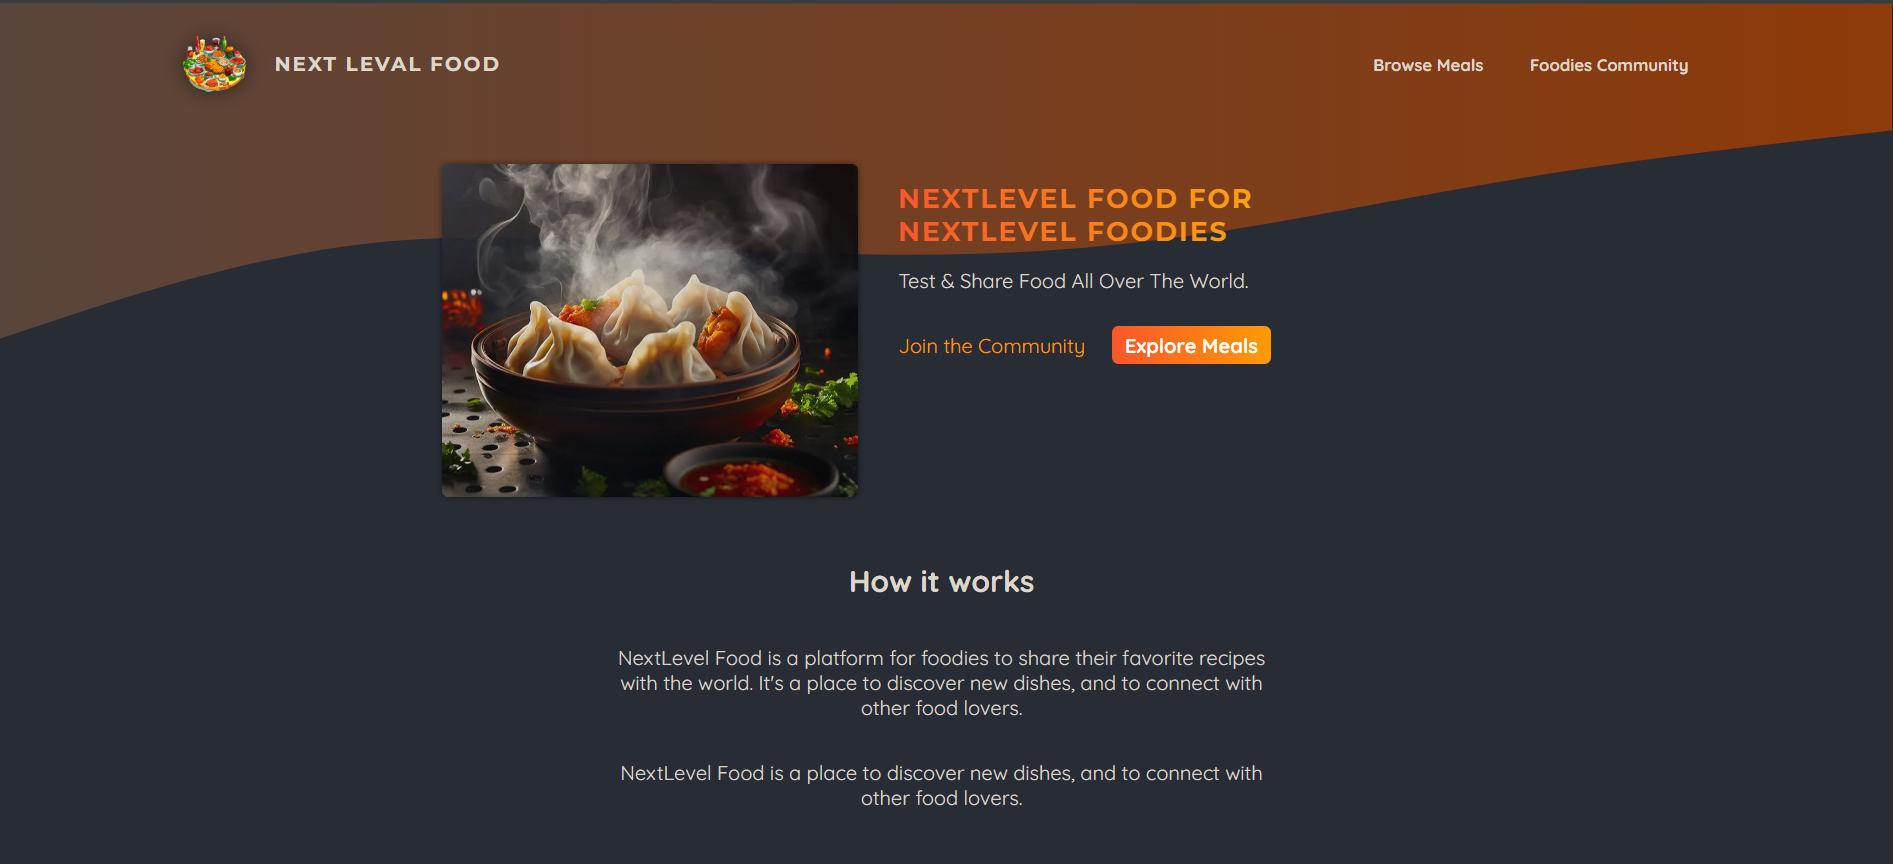 NEXT LEVAL FOOD
Browse Meals
Foodies Community
NEXTLEVEL FOOD FOR
NEXTLEVEL FOODIES
Test & Share Food All Over The World.
Join the Community
Explore Meals
How it works
NextLevel Food is a platform for foodies to share their favorite recipes
with the world. It's a place to discover new dishes, and to connect with
other food lovers.
NextLevel Food is a place to discover new dishes, and to connect with
other food lovers.